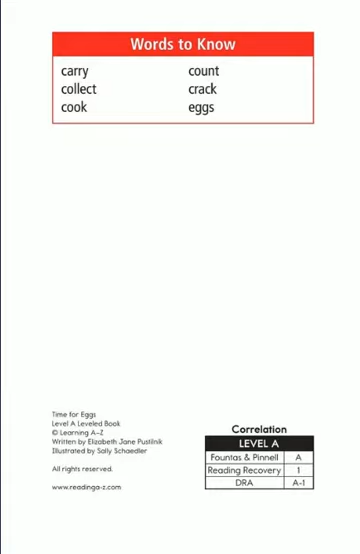 Words to Know
carry count
collect crack
cook eggs
Time for Eggs
Level A Leveled Book
© Learning A–Z
Written by Elizabeth Jane Pustilnik
Illustrated by Sally Schaedler
All rights reserved.
www.readinga-z.com
Correlation
LEVEL A
Fountas & Pinnell A
Reading Recovery 1
DRA A-1